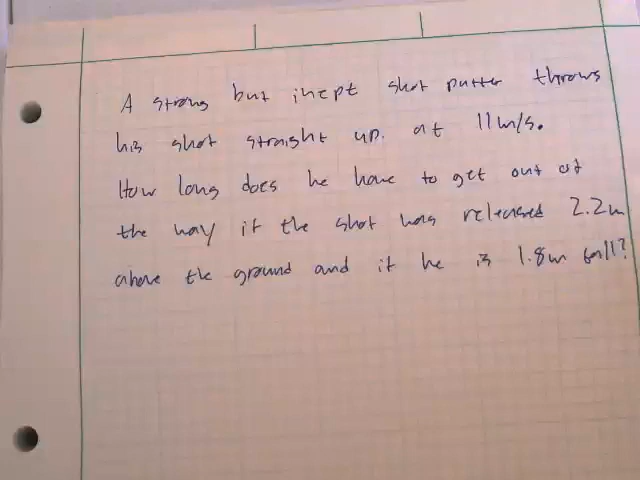 A strong but inept shot putter throws
his shot straight up. at 11m/s.
How long does he have to get out of
the way if the shot was released 2.2m
above the ground and if he is 1.8m tall?